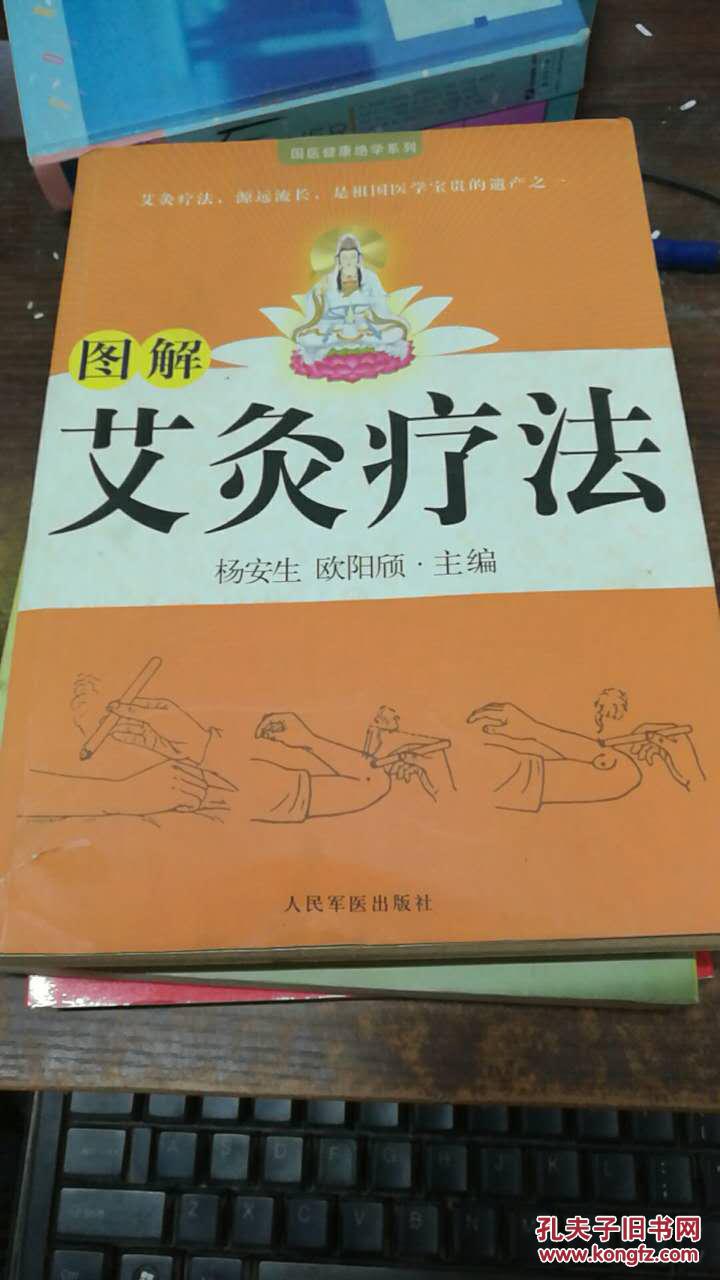 国医健康绝学系列
艾灸疗法，源远流长，是祖国医学宝贵的遗产之一
图解
艾灸疗法
杨安生 欧阳颀·主编
人民军医出版社
孔夫子旧书网
www.kongfz.com